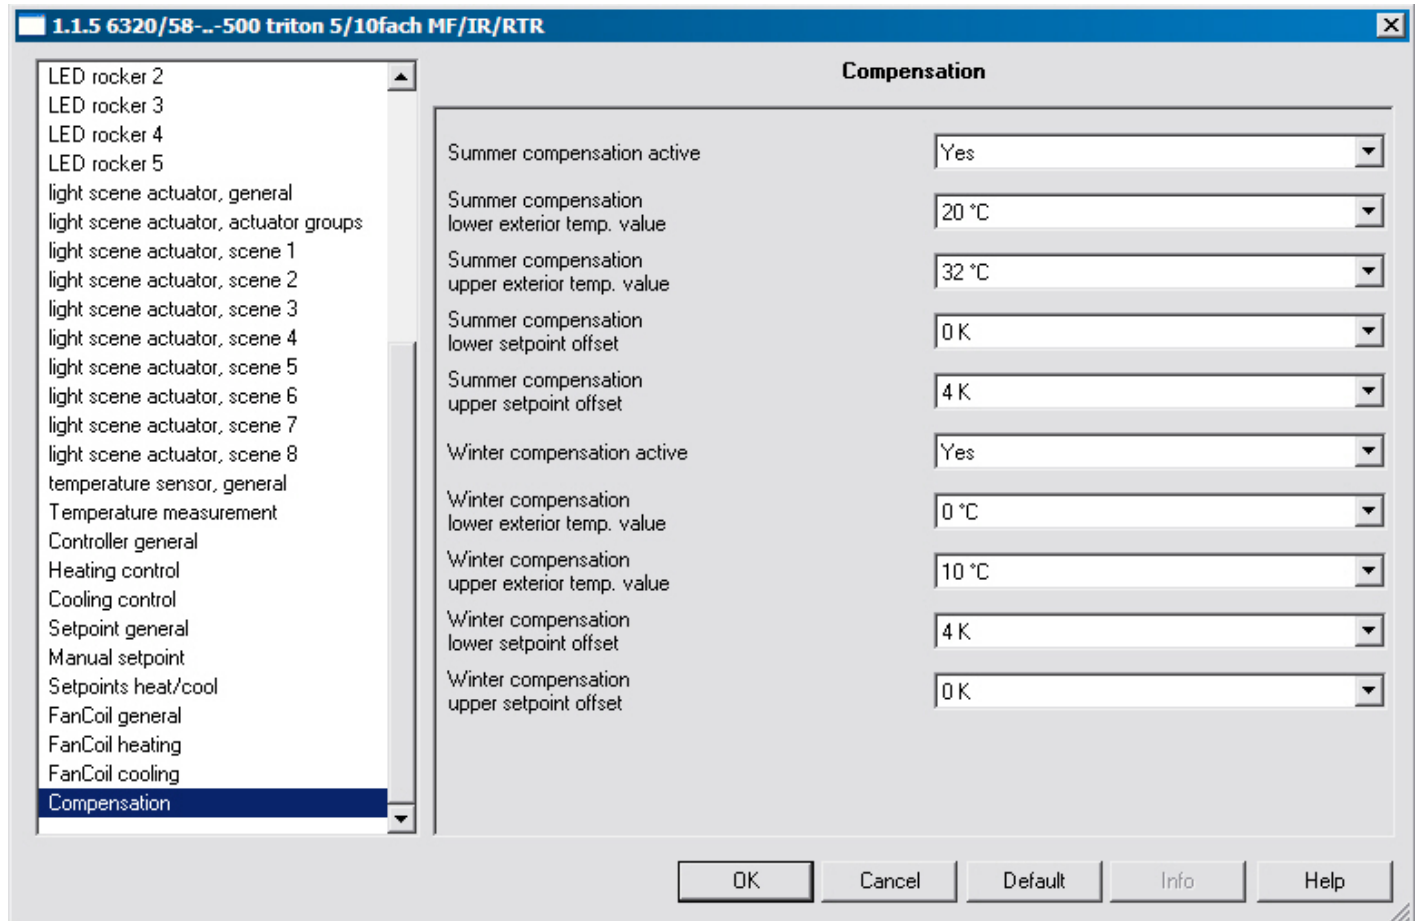 1.1.5 6320/58-..-500 triton 5/10fach MF/IR/RTR
LED rocker 2
LED rocker 3
LED rocker 4
LED rocker 5
light scene actuator, general
light scene actuator, actuator groups
light scene actuator, scene 1
light scene actuator, scene 2
light scene actuator, scene 3
light scene actuator, scene 4
light scene actuator, scene 5
light scene actuator, scene 6
light scene actuator, scene 7
light scene actuator, scene 8
temperature sensor, general
Temperature measurement
Controller general
Heating control
Cooling control
Setpoint general
Manual setpoint
Setpoints heat/cool
FanCoil general
FanCoil heating
FanCoil cooling
Compensation
Compensation
Summer compensation active
Yes
Summer compensation
lower exterior temp. value
20 °C
Summer compensation
upper exterior temp. value
32 °C
Summer compensation
lower setpoint offset
0 K
Summer compensation
upper setpoint offset
4 K
Winter compensation active
Yes
Winter compensation
lower exterior temp. value
0 °C
Winter compensation
upper exterior temp. value
10 °C
Winter compensation
lower setpoint offset
4 K
Winter compensation
upper setpoint offset
0 K
OK
Cancel
Default
Info
Help